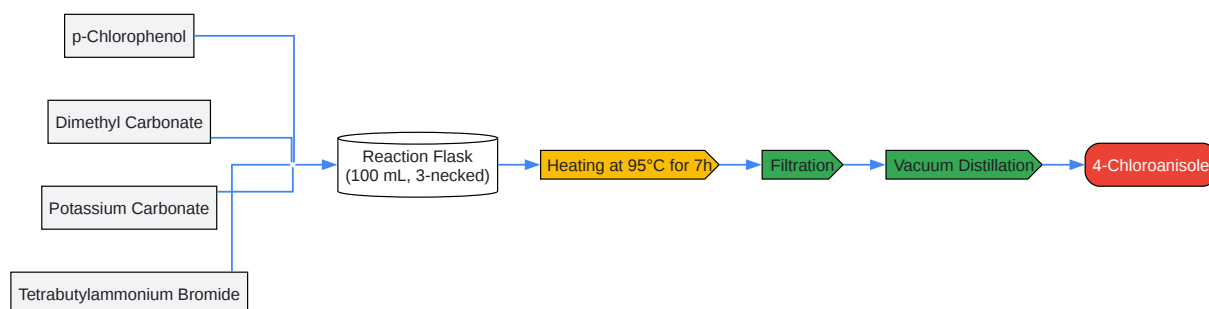 p-Chlorophenol
Dimethyl Carbonate
Potassium Carbonate
Tetrabutylammonium Bromide
Reaction Flask
(100 mL, 3-necked)
Heating at 95°C for 7h
Filtration
Vacuum Distillation
4-Chloroanisole